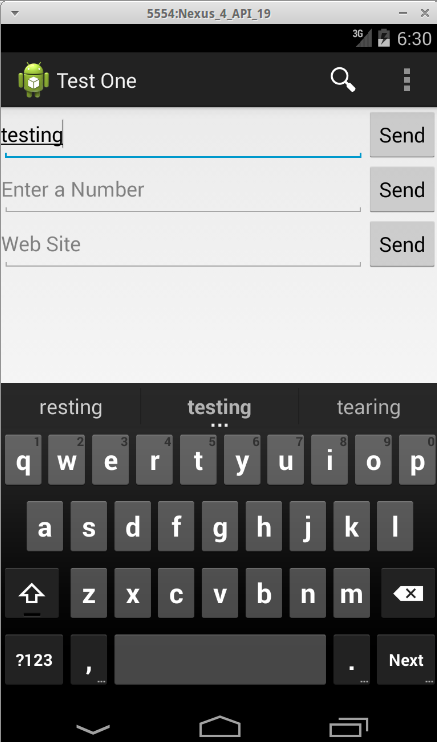 5554:Nexus_4_API_19
3G 6:30
Test One
testing Send
Enter a Number Send
Web Site Send
resting testing tearing
1 2 3 4 5 6 7 8 9 0
q w e r t y u i o p
a s d f g h j k l
z x c v b n m
?123 , . Next